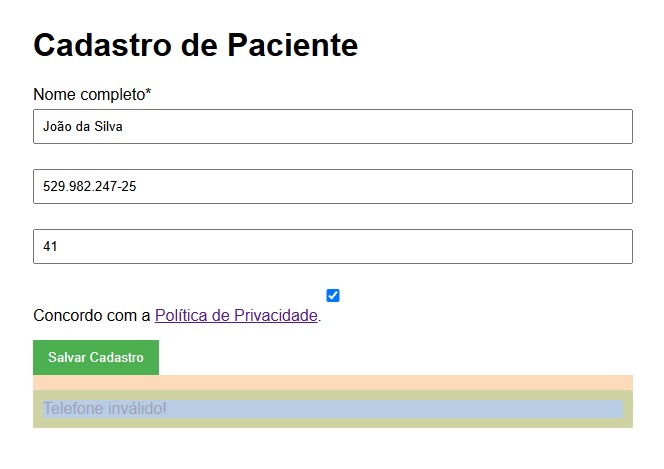 Cadastro de Paciente
Nome completo*
João da Silva
529.982.247-25
41
Concordo com a Política de Privacidade.
Salvar Cadastro
Telefone inválido!